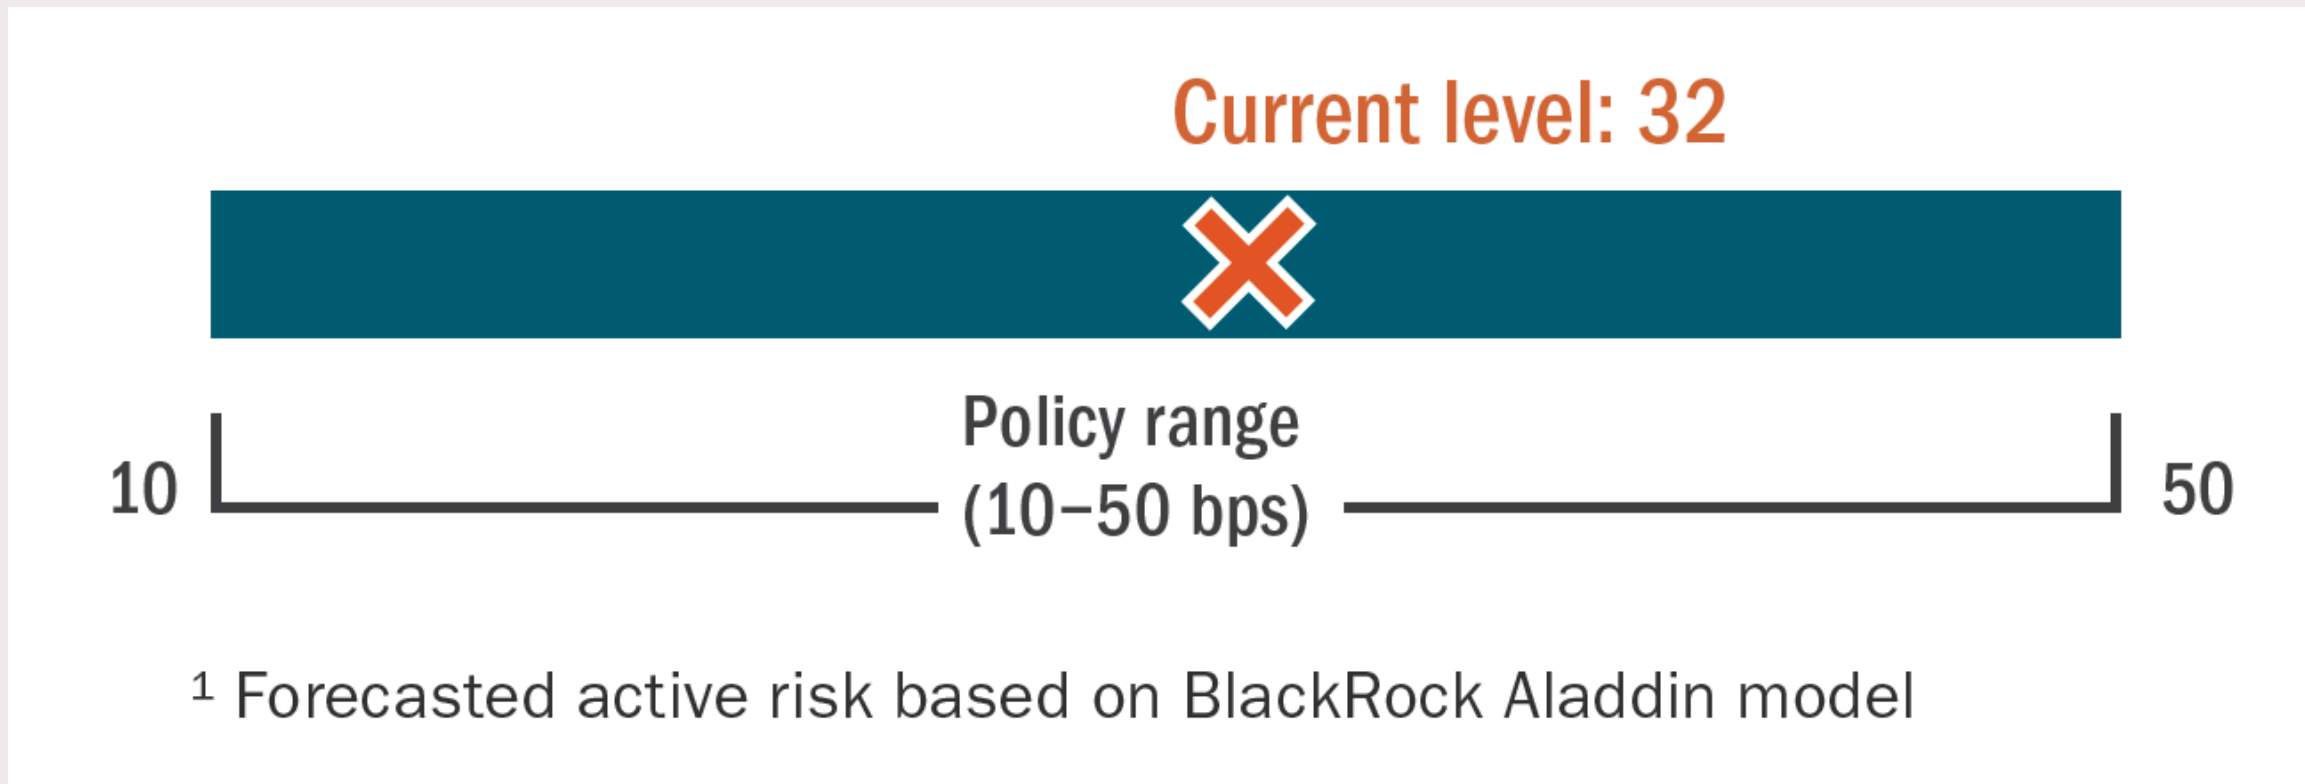 Current level: 32
Policy range
(10–50 bps)
10
50
¹ Forecasted active risk based on BlackRock Aladdin model